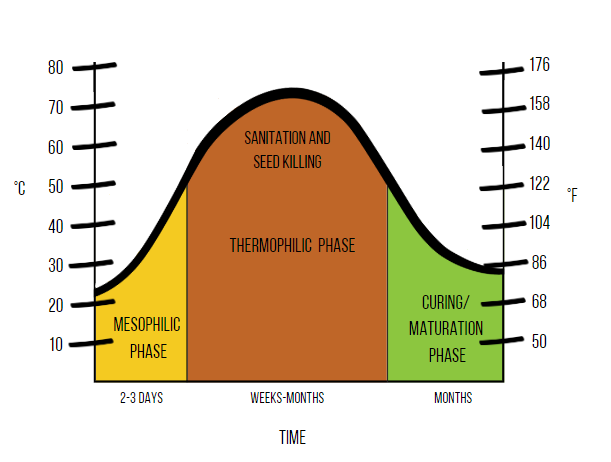 80
70
60
50
40
30
20
10
°C
SANITATION AND
SEED KILLING
THERMOPHILIC PHASE
MESOPHILIC
PHASE
CURING/
MATURATION
PHASE
176
158
140
122
104
86
68
50
°F
2-3 DAYS
WEEKS-MONTHS
MONTHS
TIME